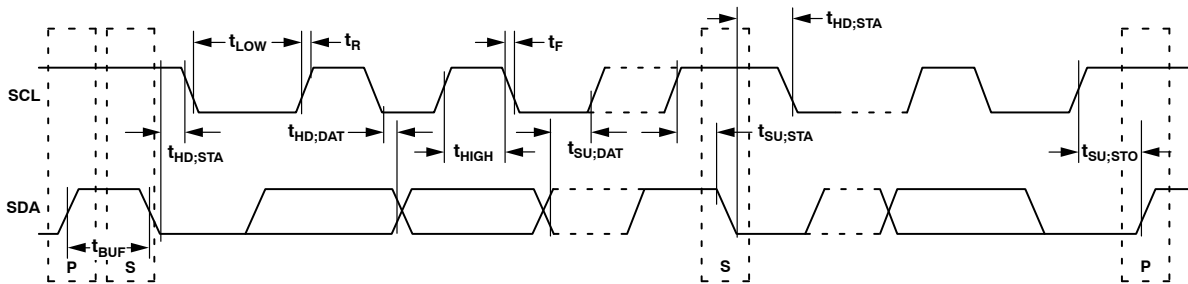 tHD;STA
tLOW
tR
tF
SCL
tHD;STA
tHD;DAT
tHIGH
tSU;DAT
tSU;STA
tSU;STO
SDA
tBUF
P
S
S
P